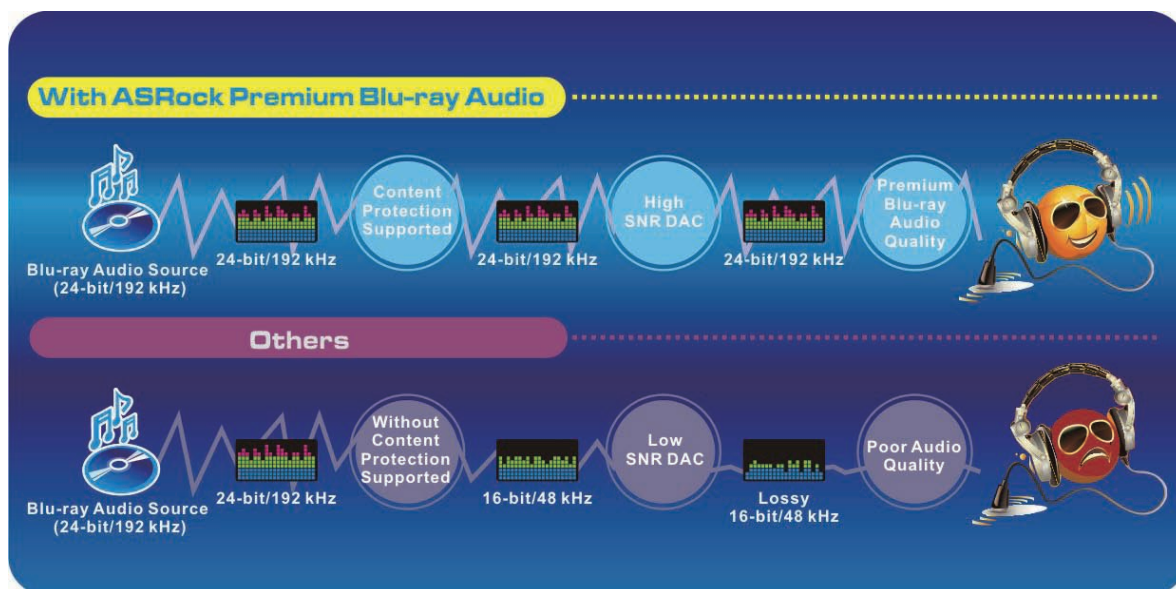 With ASRock Premium Blu-ray Audio
Blu-ray Audio Source
(24-bit/192 kHz)
24-bit/192 kHz
Content
Protection
Supported
24-bit/192 kHz
High
SNR DAC
24-bit/192 kHz
Premium
Blu-ray
Audio
Quality
Others
Blu-ray Audio Source
(24-bit/192 kHz)
24-bit/192 kHz
Without
Content
Protection
Supported
16-bit/48 kHz
Low
SNR DAC
Lossy
16-bit/48 kHz
Poor Audio
Quality